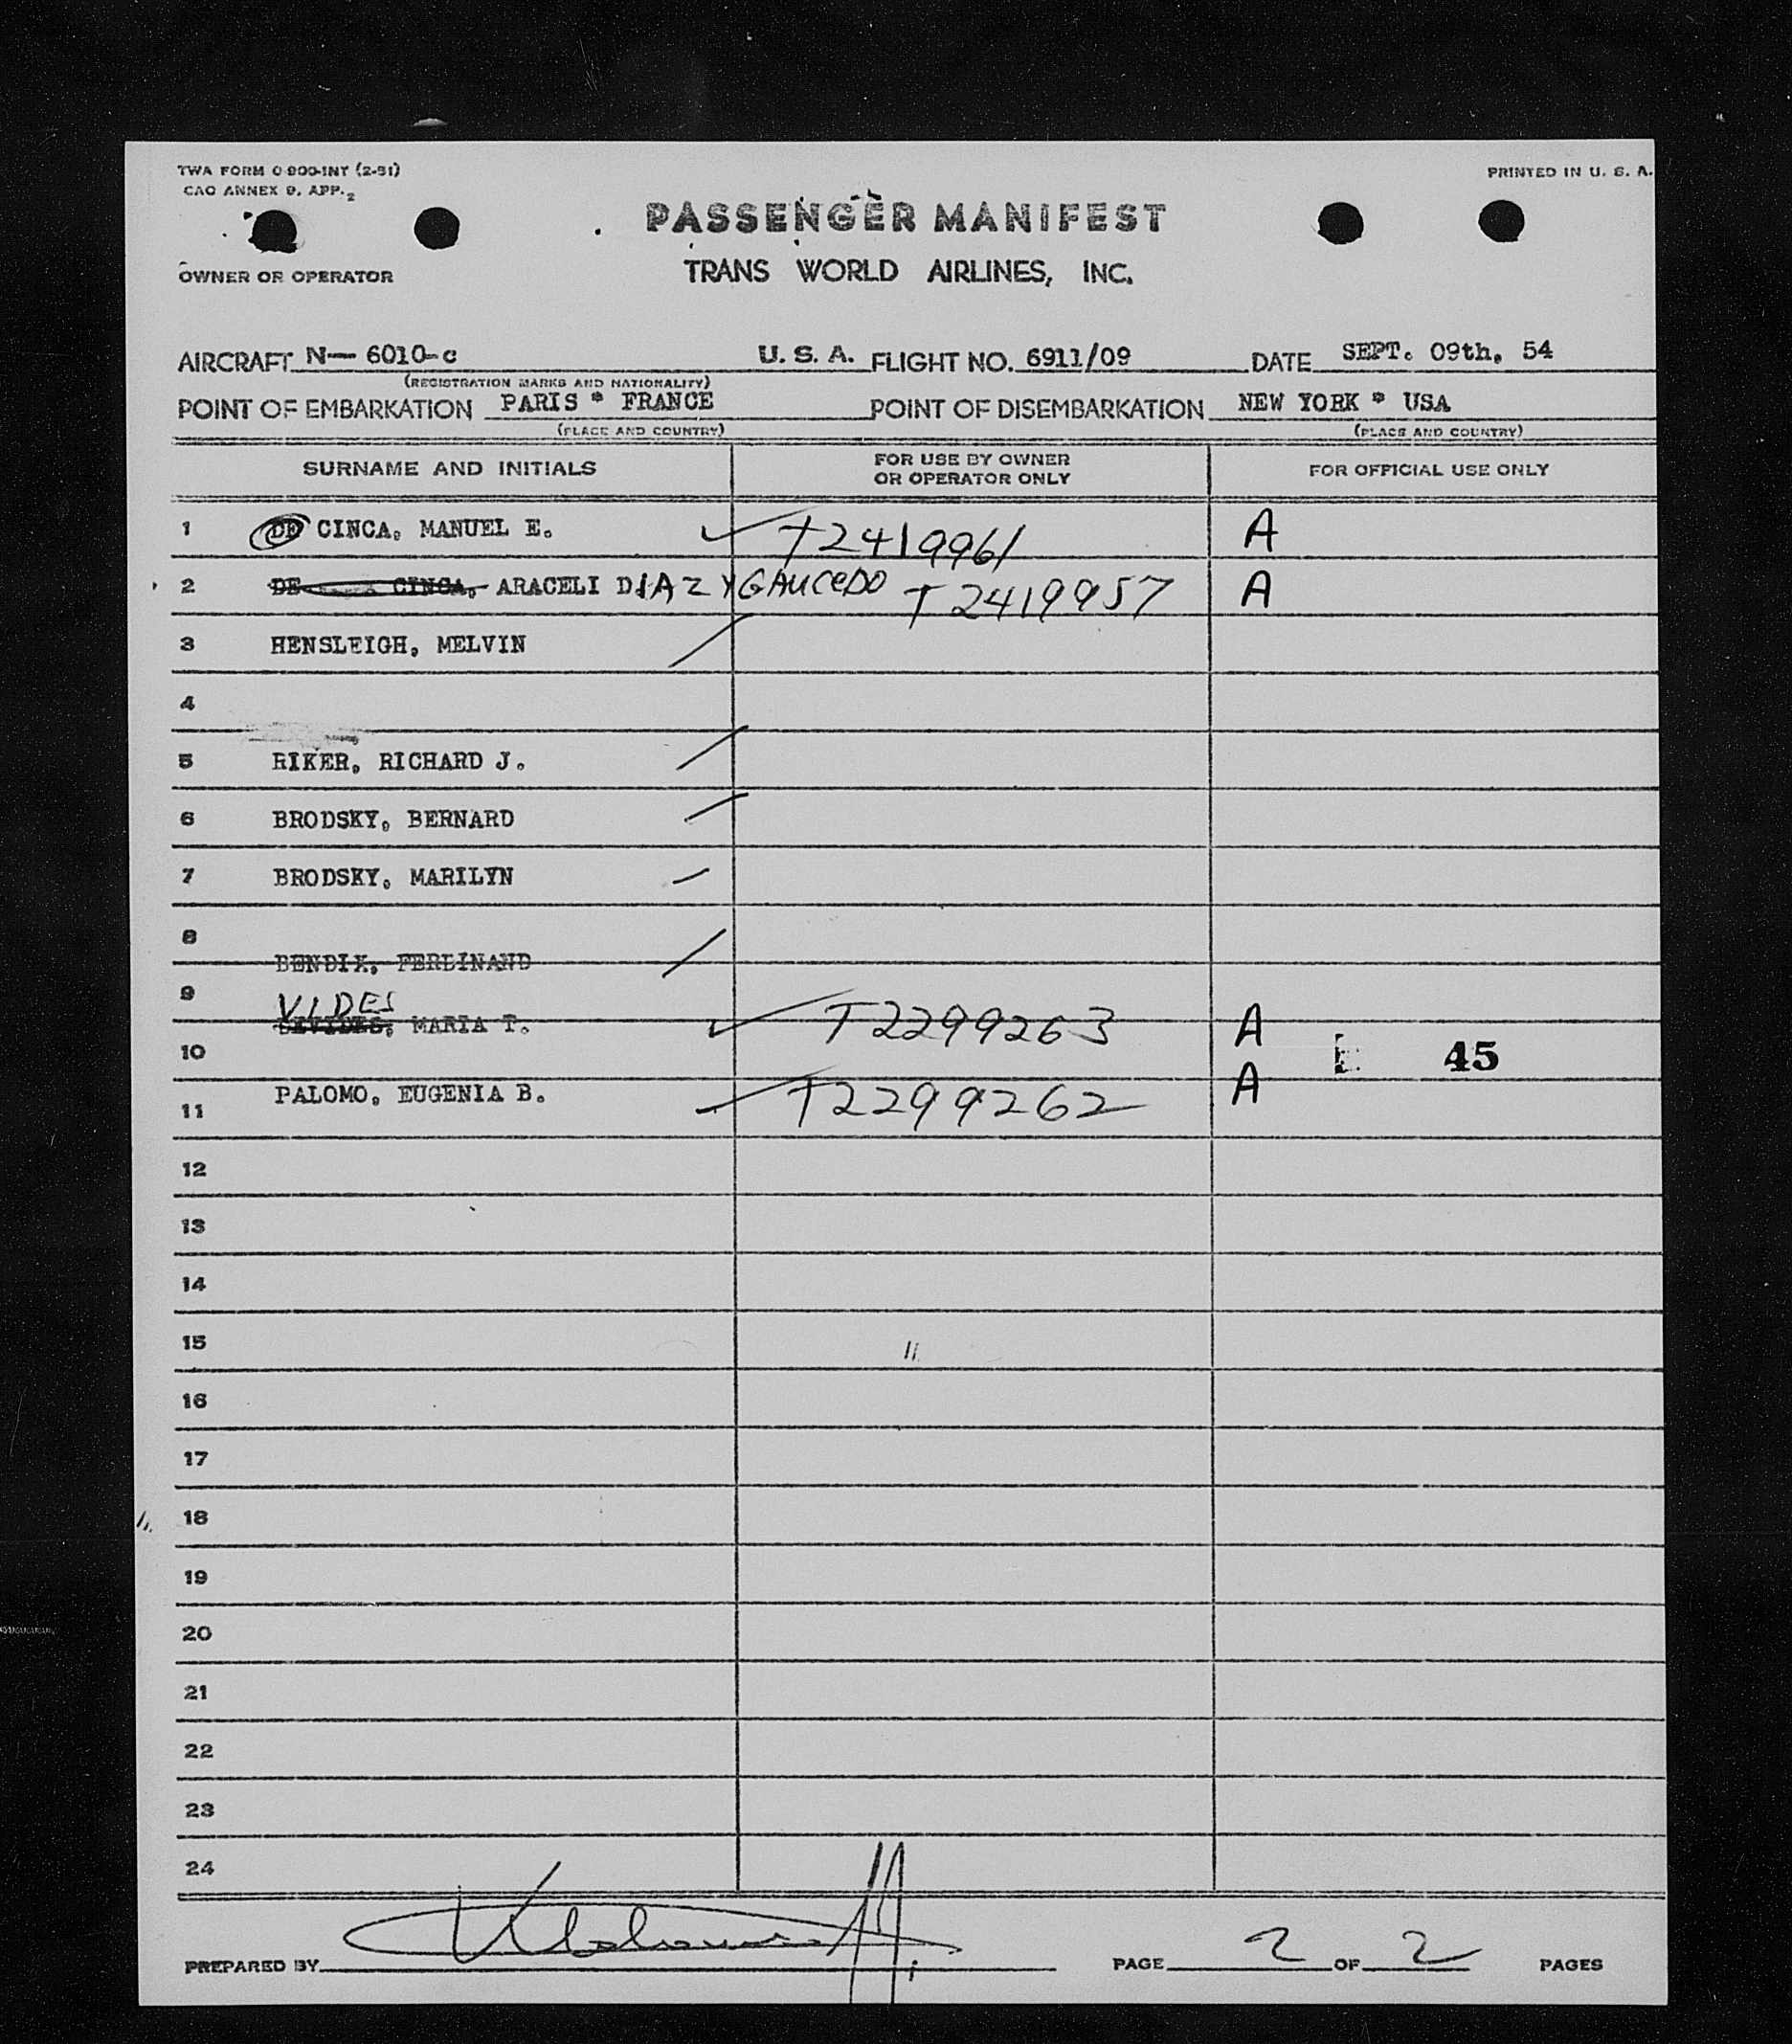 TWA FORM O-900-INT (2-51)
PRINTED IN U. S. A.
CAO ANNEX 9, APP. 2
PASSENGER MANIFEST
OWNER OR OPERATOR
TRANS WORLD AIRLINES, INC.
AIRCRAFT N— 6010-c U. S. A. FLIGHT NO. 6911/09 DATE SEPT. 09th, 54
(REGISTRATION MARKS AND NATIONALITY)
POINT OF EMBARKATION PARIS * FRANCE POINT OF DISEMBARKATION NEW YORK * USA
(PLACE AND COUNTRY) (PLACE AND COUNTRY)
SURNAME AND INITIALS FOR USE BY OWNER OR OPERATOR ONLY FOR OFFICIAL USE ONLY
1 DE CINCA, MANUEL E. T2419961 A
2 DE CINCA, ARACELI DIAZ Y GAUCEDO T2419957 A
3 HENSLEIGH, MELVIN
4
5 RIKER, RICHARD J.
6 BRODSKY, BERNARD
7 BRODSKY, MARILYN
8
BENDIX, FERDINAND
9 VIDES
DEVIDES, MARIA T. T2299263 A
10 45
PALOMO, EUGENIA B. T2299262 A
11
12
13
14
15
16
17
18
19
20
21
22
23
24
PREPARED BY PAGE 2 OF 2 PAGES